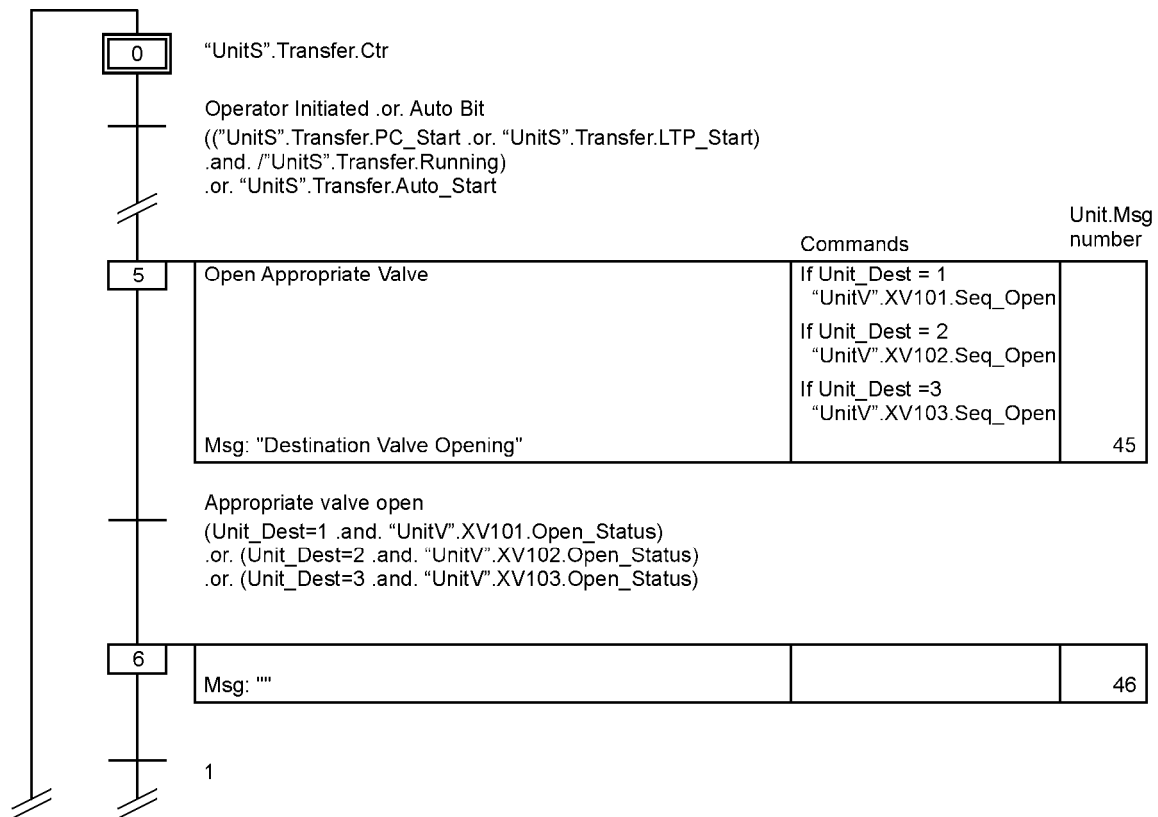 0
“UnitS”.Transfer.Ctr
Operator Initiated .or. Auto Bit
(("UnitS”.Transfer.PC_Start .or. “UnitS”.Transfer.LTP_Start)
.and. /”UnitS”.Transfer.Running)
.or. “UnitS”.Transfer.Auto_Start
Commands
Unit.Msg
number
5
Open Appropriate Valve
If Unit_Dest = 1
“UnitV”.XV101.Seq_Open
If Unit_Dest = 2
“UnitV”.XV102.Seq_Open
If Unit_Dest =3
“UnitV”.XV103.Seq_Open
Msg: "Destination Valve Opening"
45
Appropriate valve open
(Unit_Dest=1 .and. “UnitV”.XV101.Open_Status)
.or. (Unit_Dest=2 .and. “UnitV”.XV102.Open_Status)
.or. (Unit_Dest=3 .and. “UnitV”.XV103.Open_Status)
6
Msg: ""
46
1